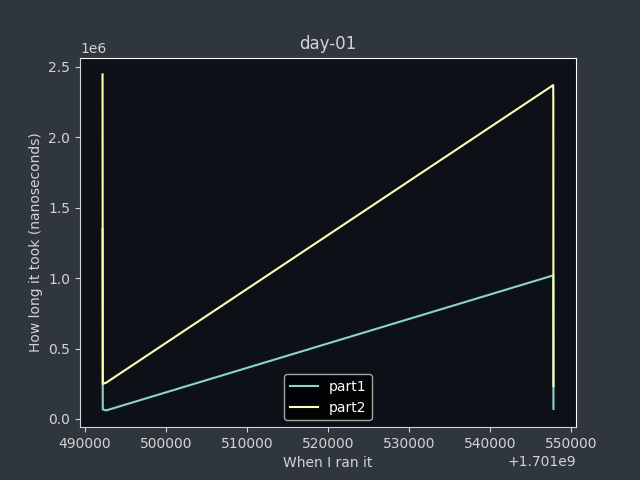 day-01
1e6
2.5
2.0
1.5
1.0
0.5
0.0
How long it took (nanoseconds)
part1
part2
490000 500000 510000 520000 530000 540000 550000
When I ran it
+1.701e9